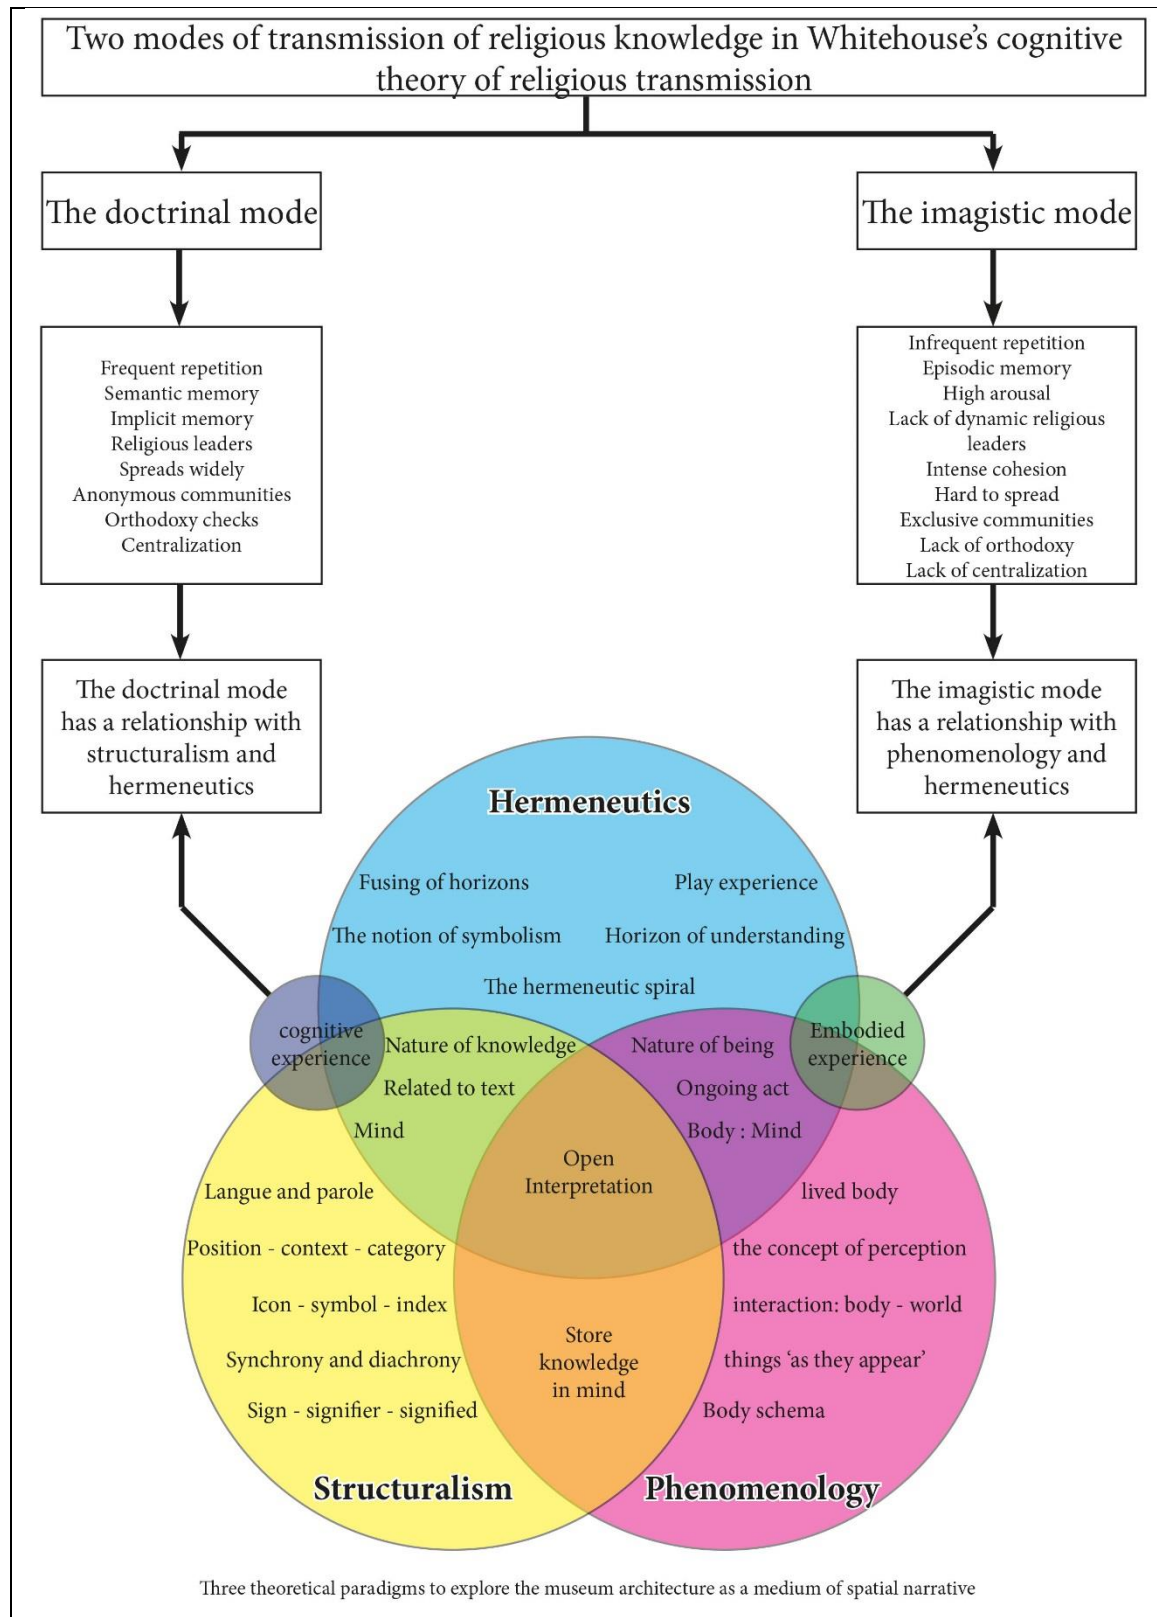 Two modes of transmission of religious knowledge in Whitehouse's cognitive
theory of religious transmission
The doctrinal mode
The imagistic mode
Frequent repetition
Semantic memory
Implicit memory
Religious leaders
Spreads widely
Anonymous communities
Orthodoxy checks
Centralization
Infrequent repetition
Episodic memory
High arousal
Lack of dynamic religious
leaders
Intense cohesion
Hard to spread
Exclusive communities
Lack of orthodoxy
Lack of centralization
The doctrinal mode
has a relationship with
structuralism and
hermeneutics
The imagistic mode
has a relationship with
phenomenology and
hermeneutics
Hermeneutics
Fusing of horizons
Play experience
The notion of symbolism
Horizon of understanding
The hermeneutic spiral
cognitive
experience
Nature of knowledge
Related to text
Mind
Nature of being
Ongoing act
Body : Mind
Embodied
experience
Open
Interpretation
Langue and parole
Position - context - category
Icon - symbol - index
Synchrony and diachrony
Sign - signifier - signified
Store
knowledge
in mind
lived body
the concept of perception
interaction: body - world
things ‘as they appear’
Body schema
Structuralism
Phenomenology
Three theoretical paradigms to explore the museum architecture as a medium of spatial narrative